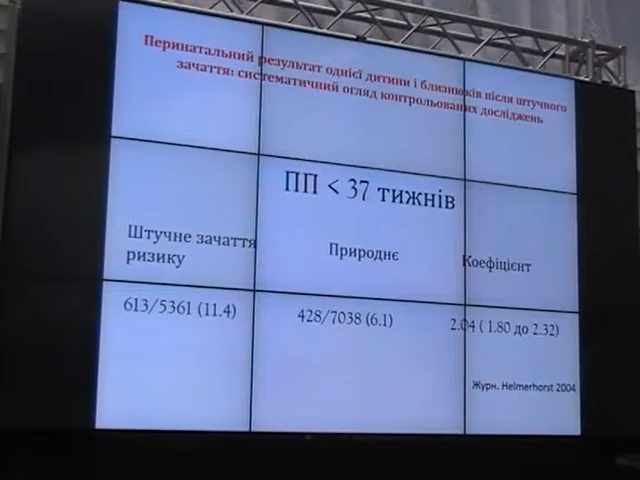 Перинатальний результат однієї дитини і близнюків після штучного
зачаття: систематичний огляд контрольованих досліджень
ПП < 37 тижнів
Штучне зачаття Природнє Коефіцієнт
ризику
613/5361 (11.4) 428/7038 (6.1) 2.04 ( 1.80 до 2.32)
Журн. Helmerhorst 2004